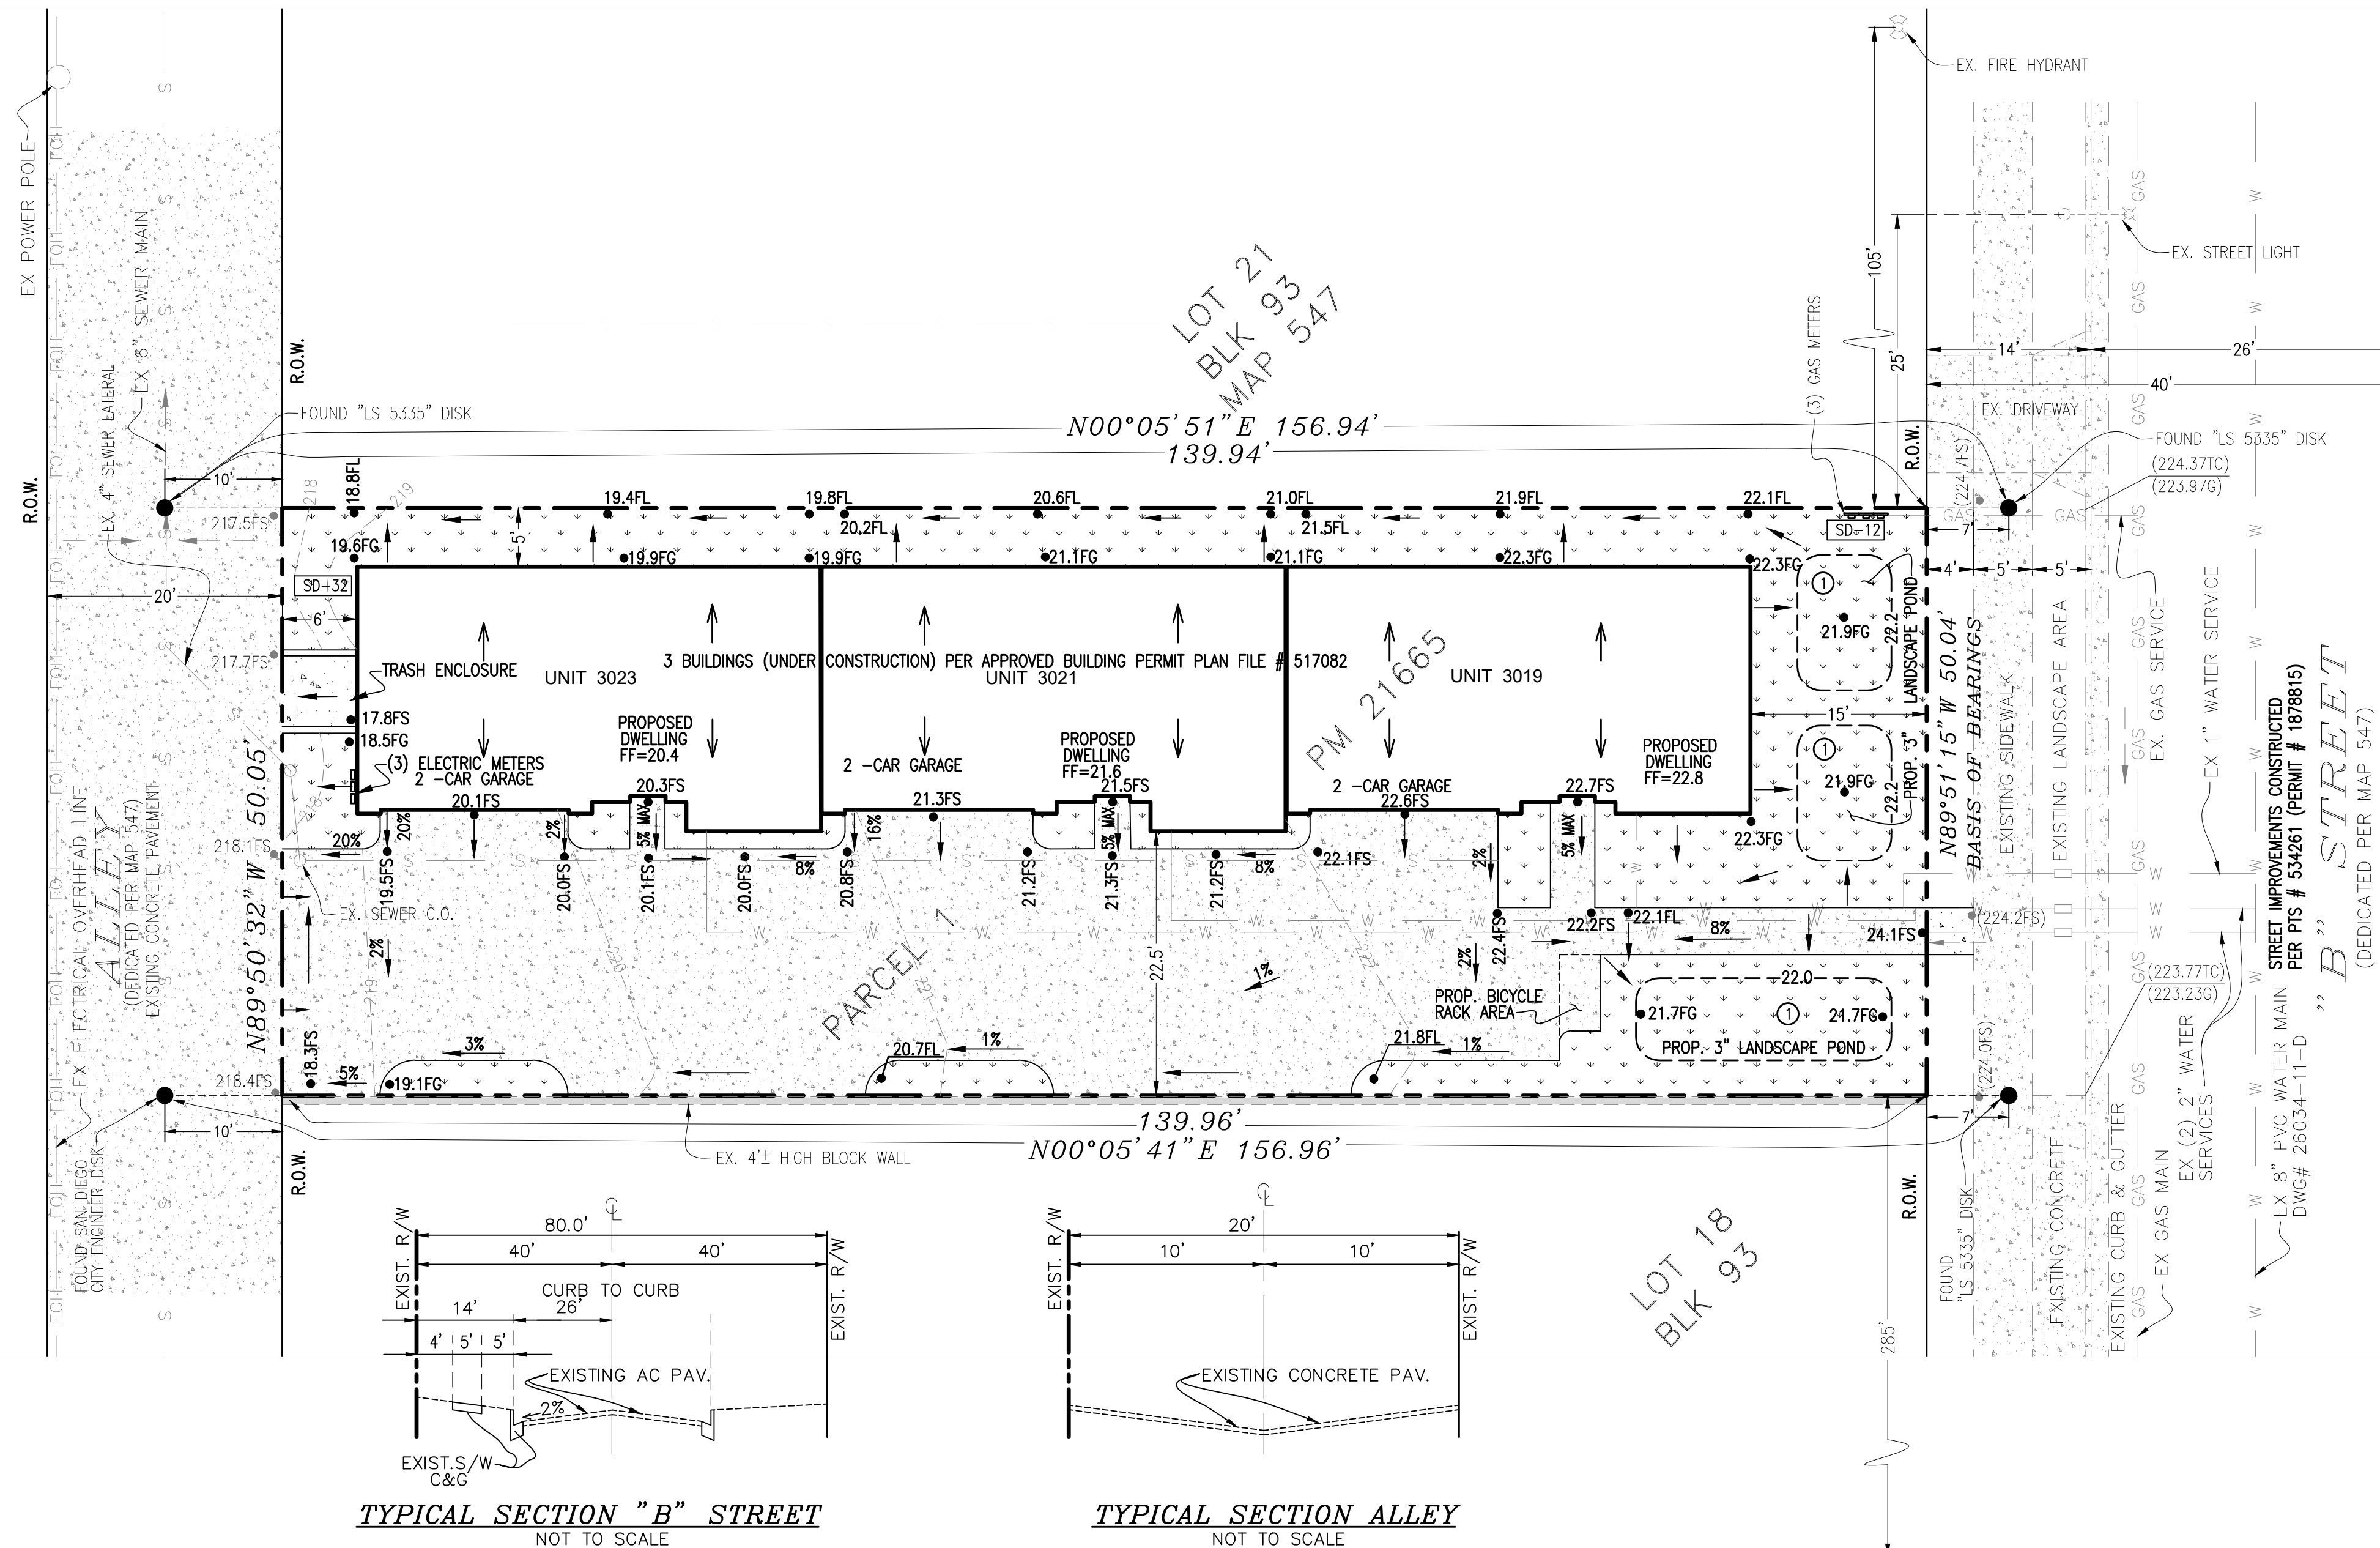 EX POWER POLE
EX. 4" SEWER LATERAL
EX 6" SEWER MAIN
S
EOH
R.O.W.
R.O.W.
FOUND "LS 5335" DISK
10'
217.5FS
218
219
LOT 21
BLK 93
MAP 547
N00°05'51"E 156.94'
139.94'
EX. FIRE HYDRANT
105'
25'
EX. STREET LIGHT
GAS
W
(3) GAS METERS
14'
26'
40'
EX. DRIVEWAY
R.O.W.
FOUND "LS 5335" DISK
(224.7FS)
(224.37TC)
(223.97G)
7'
18.8FL
19.4FL
19.8FL
20.2FL
20.6FL
21.0FL
21.5FL
21.9FL
22.1FL
SD-12
19.6FG
5'
19.9FG
19.9FG
21.1FG
21.1FG
22.3FG
22.3FG
SD-32
20'
6'
4'
5'
5'
217.7FS
TRASH ENCLOSURE
3 BUILDINGS (UNDER CONSTRUCTION) PER APPROVED BUILDING PERMIT PLAN FILE # 517082
UNIT 3023
UNIT 3021
UNIT 3019
PM 21665
1
21.9FG
22.2
LANDSCAPE POND
PROP. 3"
15'
1
21.9FG
22.2
17.8FS
18.5FG
(3) ELECTRIC METERS
2 -CAR GARAGE
PROPOSED
DWELLING
FF=20.4
2 -CAR GARAGE
PROPOSED
DWELLING
FF=21.6
2 -CAR GARAGE
PROPOSED
DWELLING
FF=22.8
20.1FS
20.3FS
21.3FS
21.5FS
22.6FS
22.7FS
22.3FG
218
20%
20%
2%
5% MAX
16%
5% MAX
2%
5% MAX
218.1FS
8%
8%
22.1FS
19.5FS
20.0FS
20.1FS
20.0FS
20.8FS
21.2FS
21.3FS
21.2FS
22.4FS
22.2FS
22.1FL
8%
24.1FS
(224.2FS)
EX. SEWER C.O.
2%
2%
219
220
221
222
PARCEL 1
22.5'
1%
PROP. BICYCLE
RACK AREA
22.0
21.7FG
1
21.7FG
PROP. 3" LANDSCAPE POND
18.3FS
5%
3%
19.1FG
20.7FL
1%
21.8FL
1%
218.4FS
10'
N89°50'32"W 50.05'
ALLEY
(DEDICATED PER MAP 547)
EXISTING CONCRETE PAVEMENT
EX ELECTRICAL OVERHEAD LINE
FOUND SAN DIEGO
CITY ENGINEER DISK
R.O.W.
139.96'
N00°05'41"E 156.96'
EX. 4'± HIGH BLOCK WALL
LOT 18
BLK 93
285'
R.O.W.
7'
FOUND
"LS 5335" DISK
(224.0FS)
(223.77TC)
(223.23G)
N89°51'15"W 50.04'
BASIS OF BEARINGS
EXISTING SIDEWALK
EXISTING LANDSCAPE AREA
EX. GAS SERVICE
EX 1" WATER SERVICE
STREET IMPROVEMENTS CONSTRUCTED
PER PTS # 534261 (PERMIT # 1878815)
"B" STREET
(DEDICATED PER MAP 547)
EXISTING CONCRETE
EXISTING CURB & GUTTER
EX GAS MAIN
EX (2) 2" WATER
SERVICES
EX 8" PVC WATER MAIN
DWG# 26034-11-D
EXIST. R/W
80.0'
40'
40'
EXIST. R/W
CURB TO CURB
14'
26'
4'
5'
5'
EXISTING AC PAV.
2%
EXIST.S/W
C&G
TYPICAL SECTION "B" STREET
NOT TO SCALE
EXIST. R/W
20'
10'
10'
EXIST. R/W
EXISTING CONCRETE PAV.
TYPICAL SECTION ALLEY
NOT TO SCALE